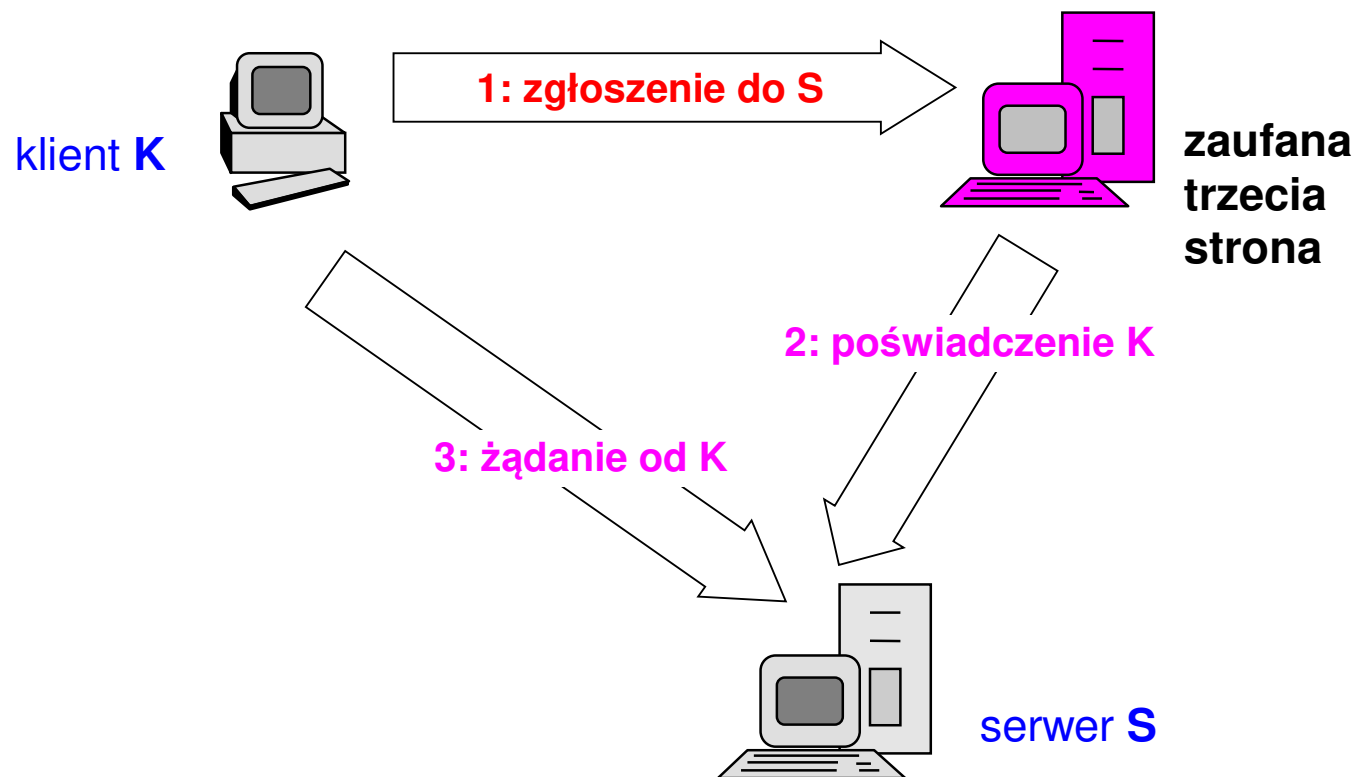 1: zgłoszenie do S
klient K
zaufana
trzecia
strona
2: poświadczenie K
3: żądanie od K
serwer S